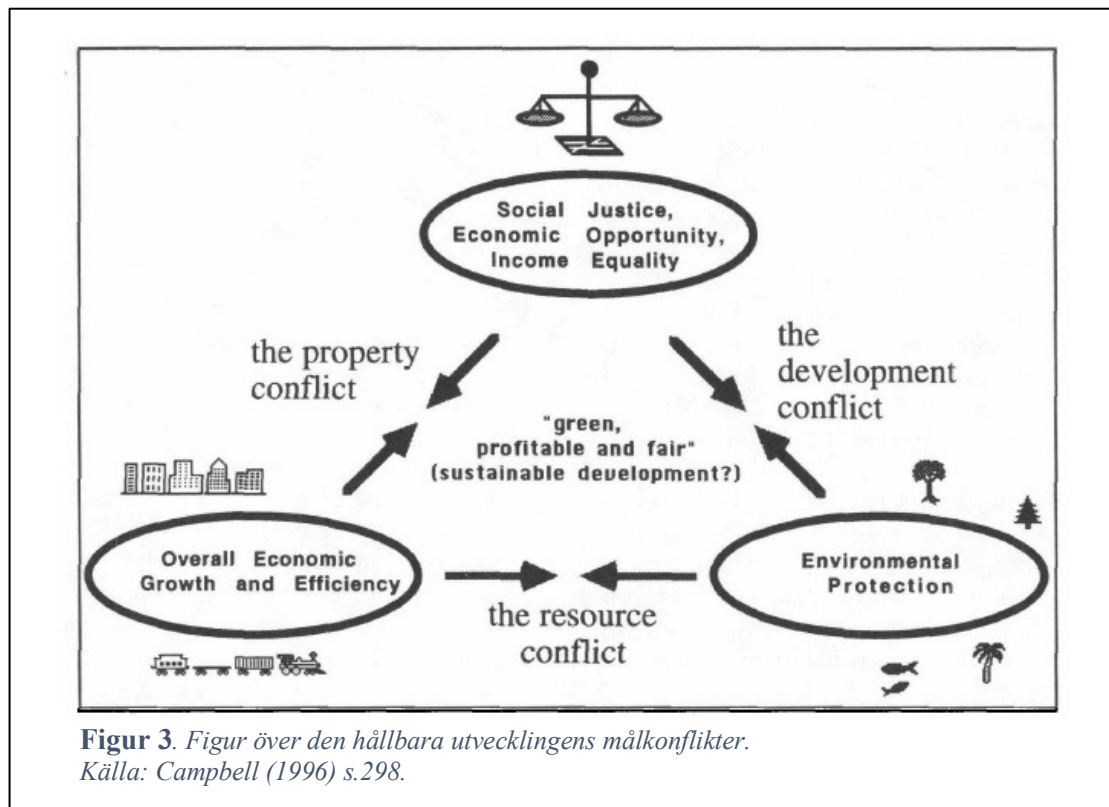 Social Justice,
Economic Opportunity,
Income Equality
the property
conflict
the
development
conflict
"green,
profitable and fair"
(sustainable development?)
Overall Economic
Growth and Efficiency
Environmental
Protection
the resource
conflict
Figur 3. Figur över den hållbara utvecklingens målkonflikter.
Källa: Campbell (1996) s.298.